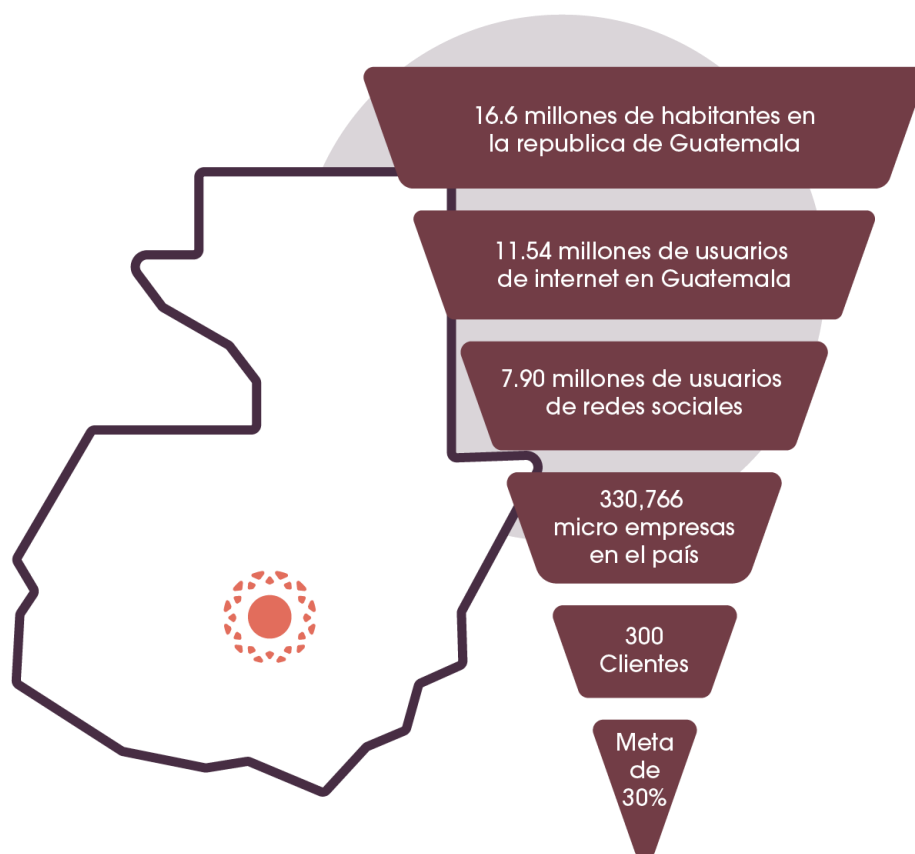 16.6 millones de habitantes en
la republica de Guatemala
11.54 millones de usuarios
de internet en Guatemala
7.90 millones de usuarios
de redes sociales
330,766
micro empresas
en el país
300
Clientes
Meta
de
30%